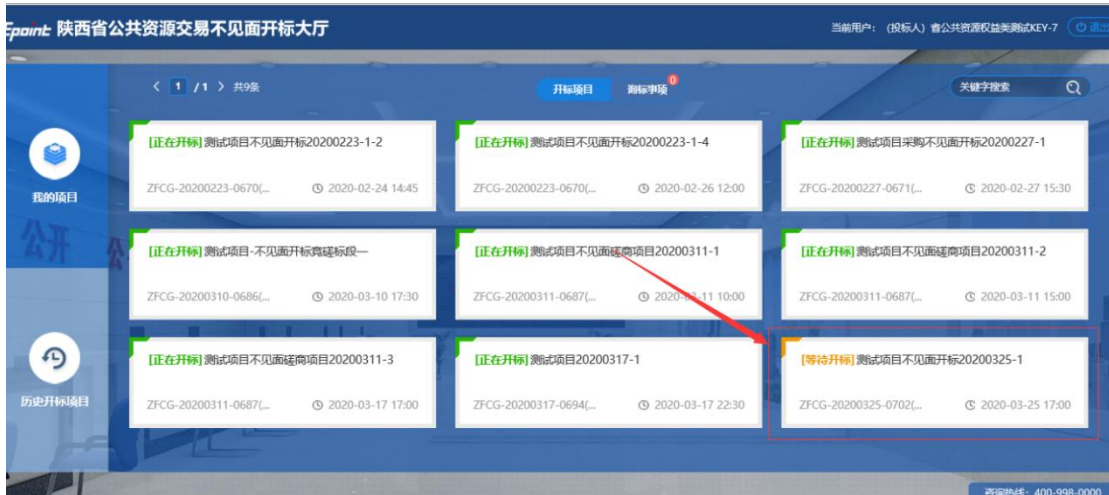 Epoint 陕西省公共资源交易不见面开标大厅
当前用户： (投标人) 省公共资源权益类测试KEY-7 退出
< 1 / 1 > 共9条
开标项目
询标事项 0
关键字搜索
我的项目
历史开标项目
[正在开标] 测试项目不见面开标20200223-1-2
ZFCG-20200223-0670(...
2020-02-24 14:45
[正在开标] 测试项目不见面开标20200223-1-4
ZFCG-20200223-0670(...
2020-02-26 12:00
[正在开标] 测试项目采购不见面开标20200227-1
ZFCG-20200227-0671(...
2020-02-27 15:30
[正在开标] 测试项目-不见面开标竞磋标段一
ZFCG-20200310-0686(...
2020-03-10 17:30
[正在开标] 测试项目不见面磋商项目20200311-1
ZFCG-20200311-0687(...
2020-03-11 10:00
[正在开标] 测试项目不见面磋商项目20200311-2
ZFCG-20200311-0687(...
2020-03-11 15:00
[正在开标] 测试项目不见面磋商项目20200311-3
ZFCG-20200311-0687(...
2020-03-17 17:00
[正在开标] 测试项目20200317-1
ZFCG-20200317-0694(...
2020-03-17 22:30
[等待开标] 测试项目不见面开标20200325-1
ZFCG-20200325-0702(...
2020-03-25 17:00
公开
公
咨询热线：400-998-0000